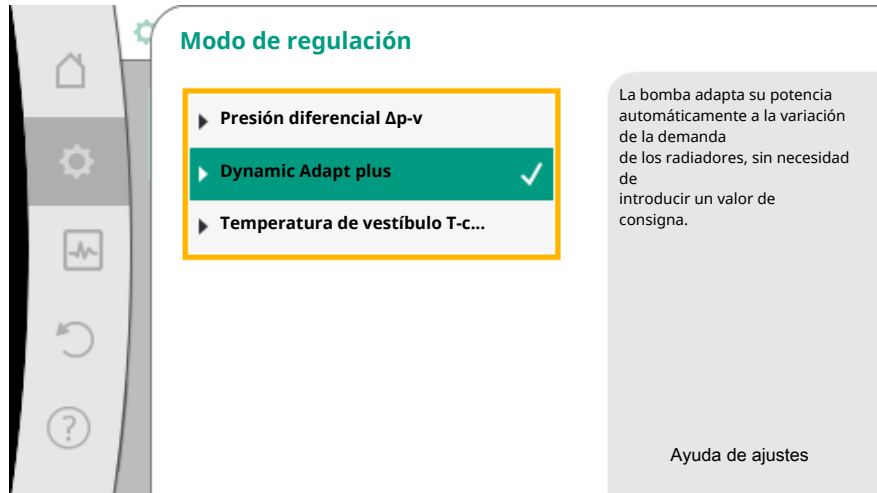 Modo de regulación
Presión diferencial Δp-v
Dynamic Adapt plus
Temperatura de vestíbulo T-c...
La bomba adapta su potencia
automáticamente a la variación
de la demanda
de los radiadores, sin necesidad
de
introducir un valor de
consigna.
Ayuda de ajustes